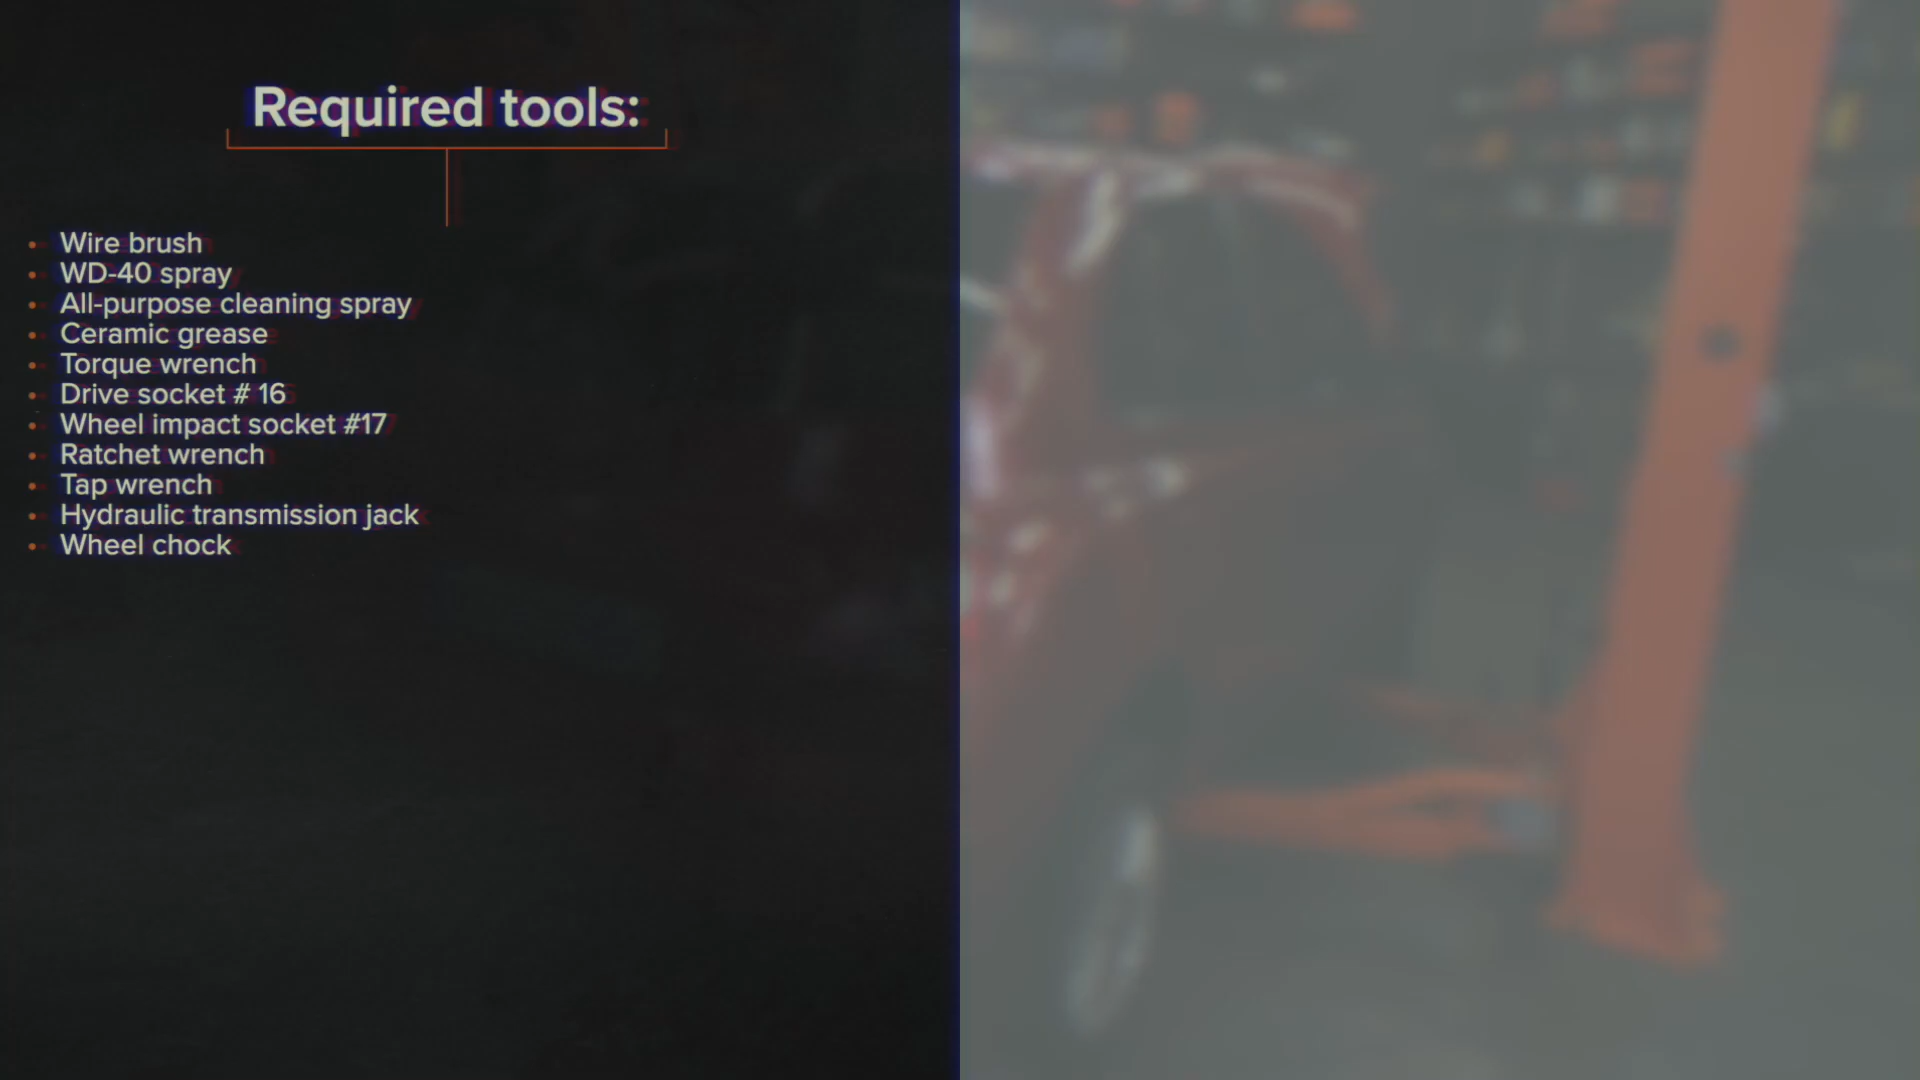 Required tools:
Wire brush
WD-40 spray
All-purpose cleaning spray
Ceramic grease
Torque wrench
Drive socket # 16
Wheel impact socket #17
Ratchet wrench
Tap wrench
Hydraulic transmission jack
Wheel chock